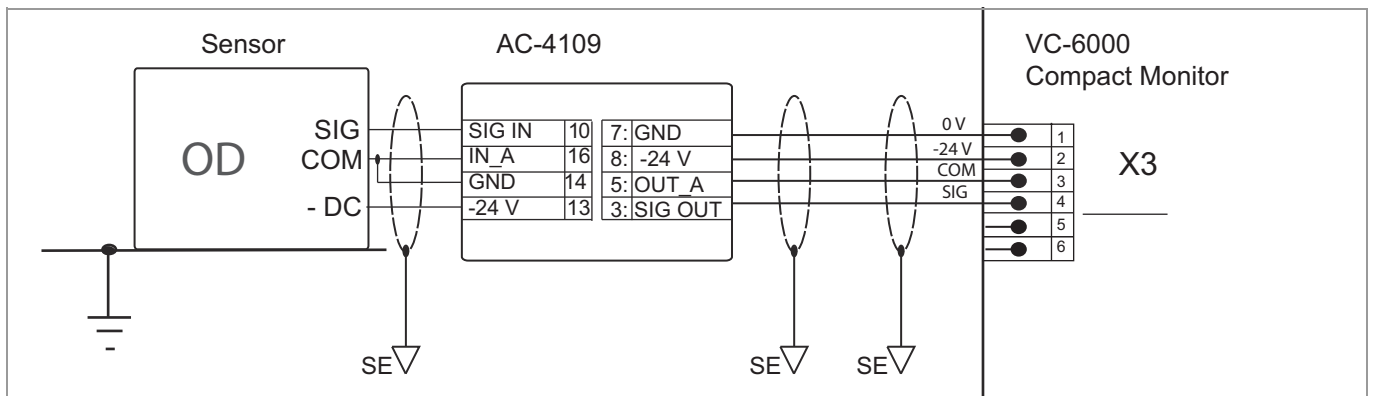 Sensor
AC-4109
VC-6000
Compact Monitor
OD
SIG
COM
- DC
SIG IN 10
IN_A 16
GND 14
-24 V 13
7: GND
8: -24 V
5: OUT_A
3: SIG OUT
0 V
-24 V
COM
SIG
1
2
3
4
5
6
X3
SE
SE
SE